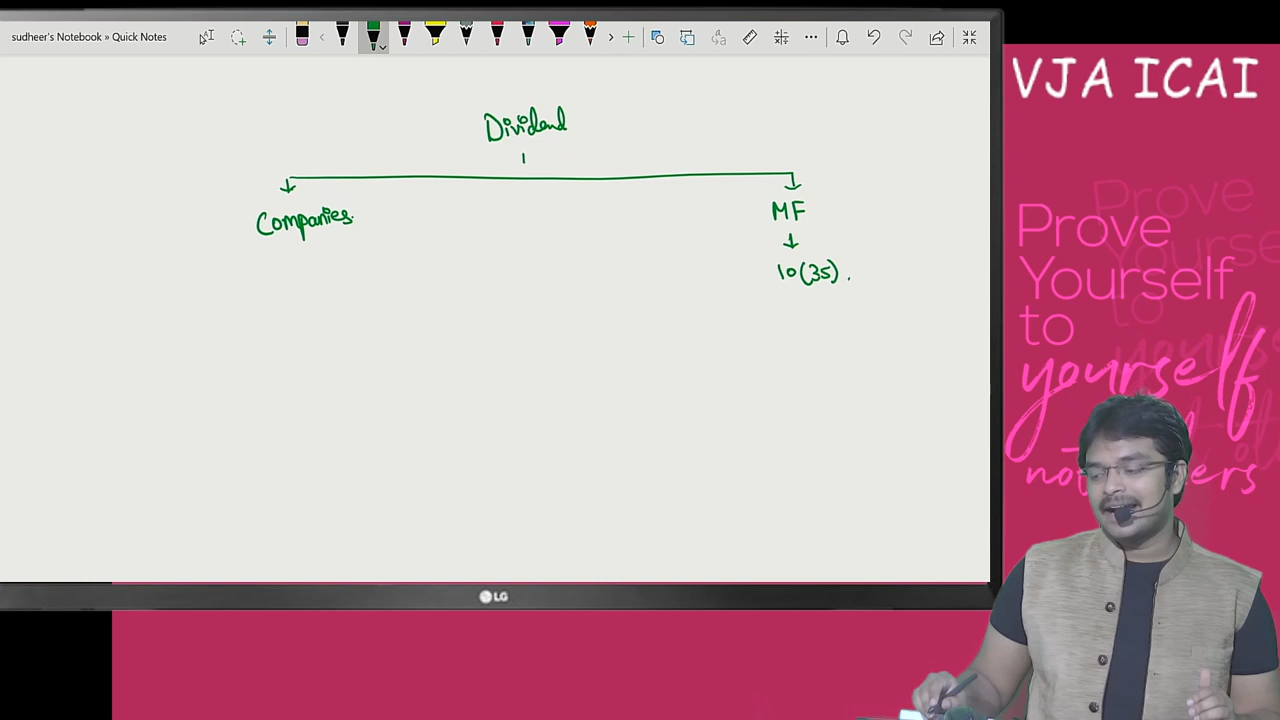 sudheer's Notebook » Quick Notes
VJA ICAI
Dividend
Companies.
MF
10(35).
Prove
Yourself
to
yourself
LG